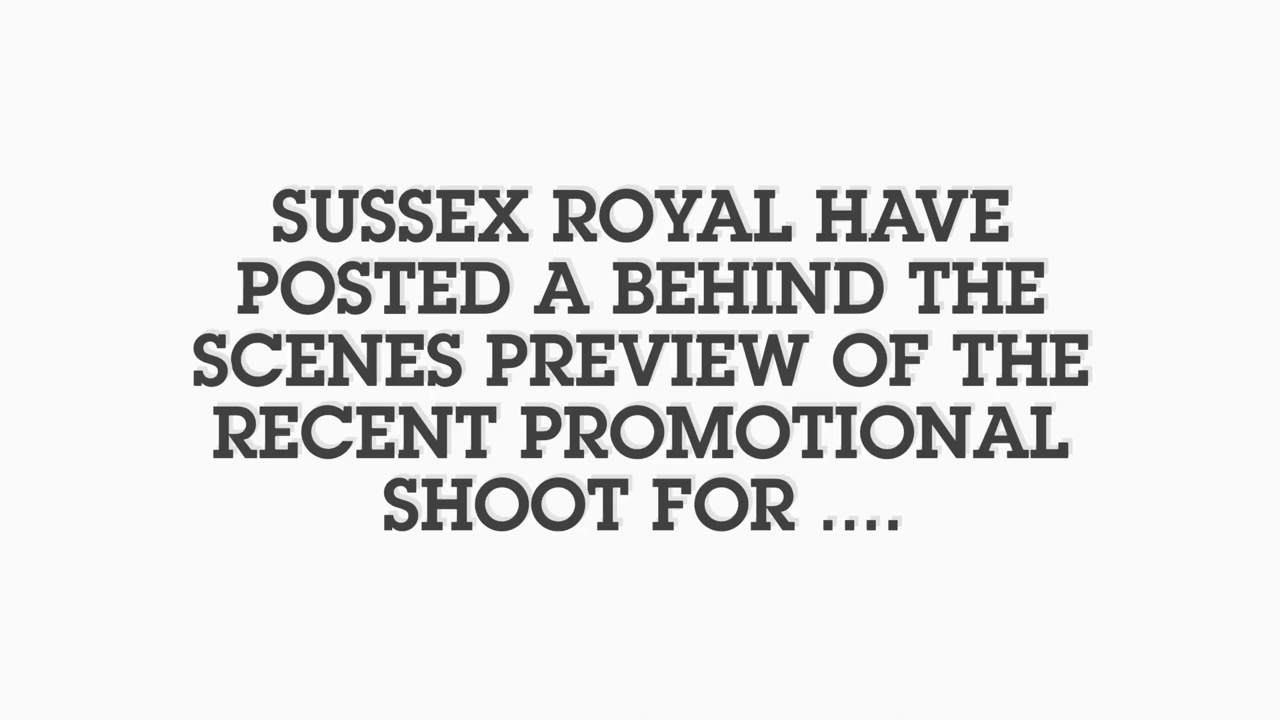 SUSSEX ROYAL HAVE
POSTED A BEHIND THE
SCENES PREVIEW OF THE
RECENT PROMOTIONAL
SHOOT FOR ....